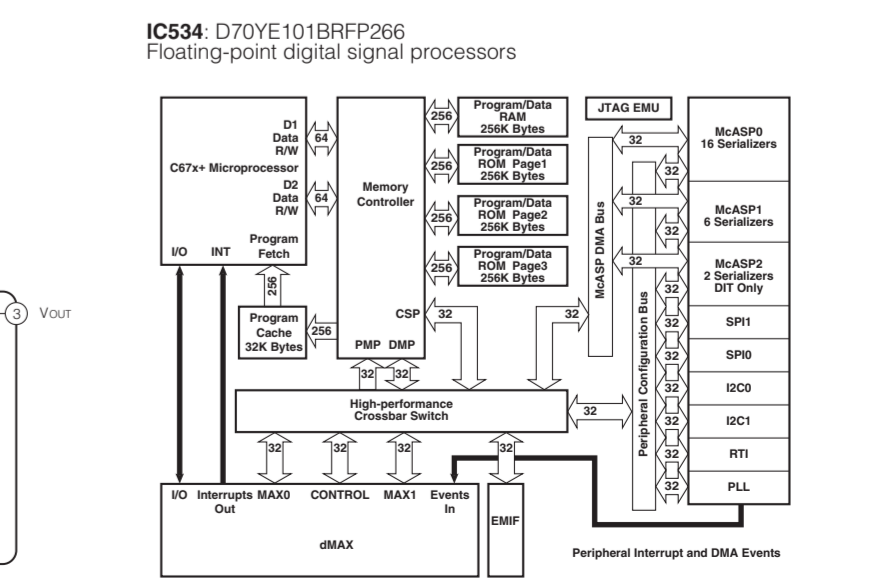 IC534: D70YE101BRFP266
Floating-point digital signal processors
D1
Data
R/W
64
C67x+ Microprocessor
D2
Data
R/W
64
I/O
INT
Program
Fetch
256
Program
Cache
32K Bytes
256
Memory
Controller
CSP
32
PMP
DMP
32
32
256
Program/Data
RAM
256K Bytes
256
Program/Data
ROM Page1
256K Bytes
256
Program/Data
ROM Page2
256K Bytes
256
Program/Data
ROM Page3
256K Bytes
JTAG EMU
McASP DMA Bus
32
Peripheral Configuration Bus
32
32
32
32
32
32
32
32
32
32
32
32
32
McASP0
16 Serializers
McASP1
6 Serializers
McASP2
2 Serializers
DIT Only
SPI1
SPI0
I2C0
I2C1
RTI
PLL
3
VOUT
High-performance
Crossbar Switch
32
32
32
32
32
I/O
Interrupts
Out
MAX0
CONTROL
MAX1
Events
In
dMAX
EMIF
Peripheral Interrupt and DMA Events